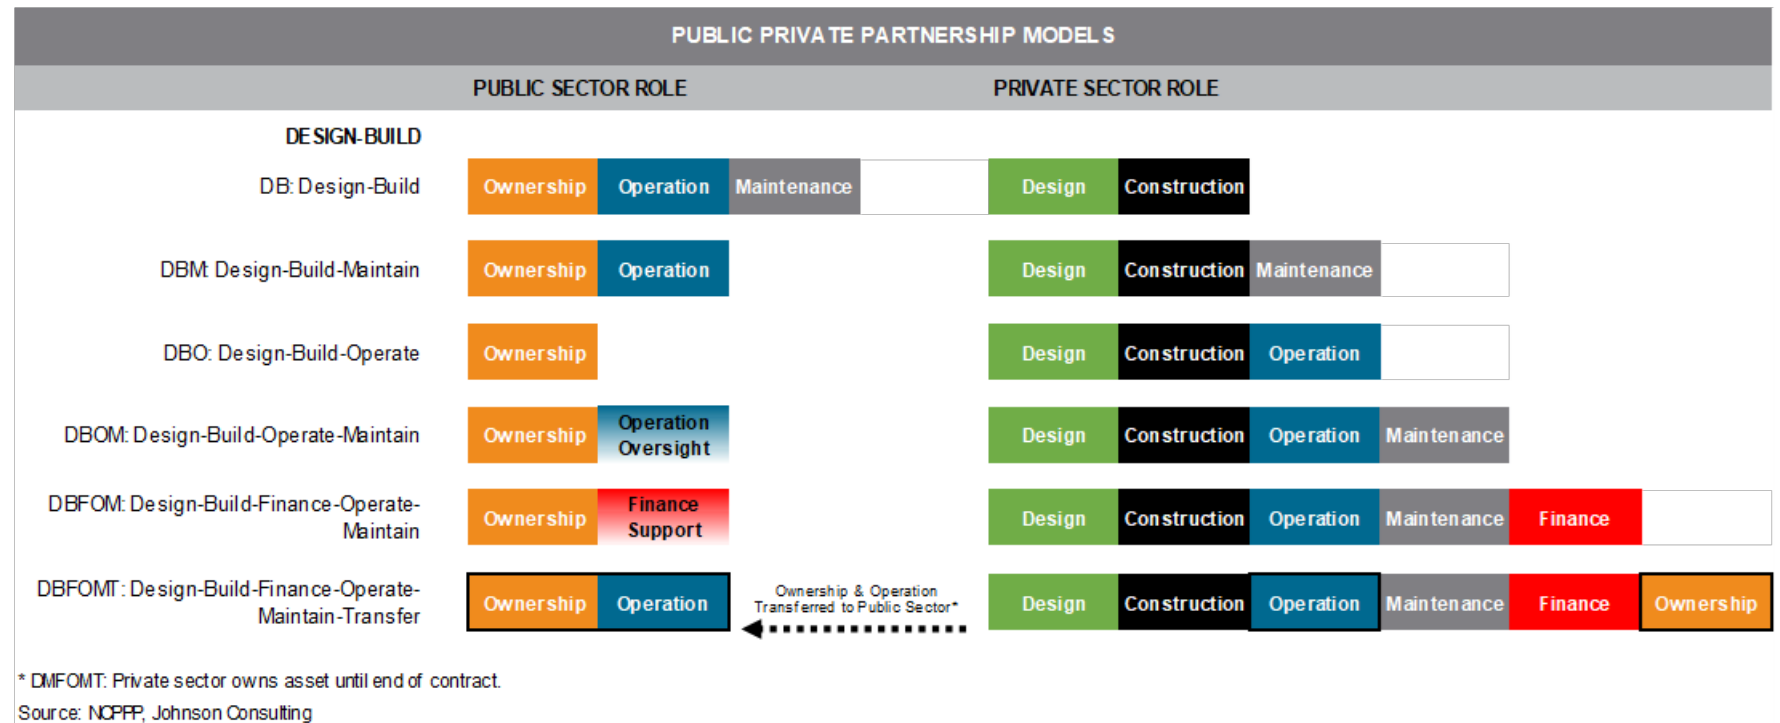 PUBLIC PRIVATE PARTNERSHIP MODELS
PUBLIC SECTOR ROLE PRIVATE SECTOR ROLE
DESIGN-BUILD
DB: Design-Build Ownership Operation Maintenance Design Construction
DBM: Design-Build-Maintain Ownership Operation Design Construction Maintenance
DBO: Design-Build-Operate Ownership Design Construction Operation
DBOM: Design-Build-Operate-Maintain Ownership Operation Oversight Design Construction Operation Maintenance
DBFOM: Design-Build-Finance-Operate-
Maintain Ownership Finance Support Design Construction Operation Maintenance Finance
DBFOMT: Design-Build-Finance-Operate-
Maintain-Transfer Ownership Operation Ownership & Operation
Transferred to Public Sector* Design Construction Operation Maintenance Finance Ownership
* DMFOMT: Private sector owns asset until end of contract.
Source: NCPPP, Johnson Consulting